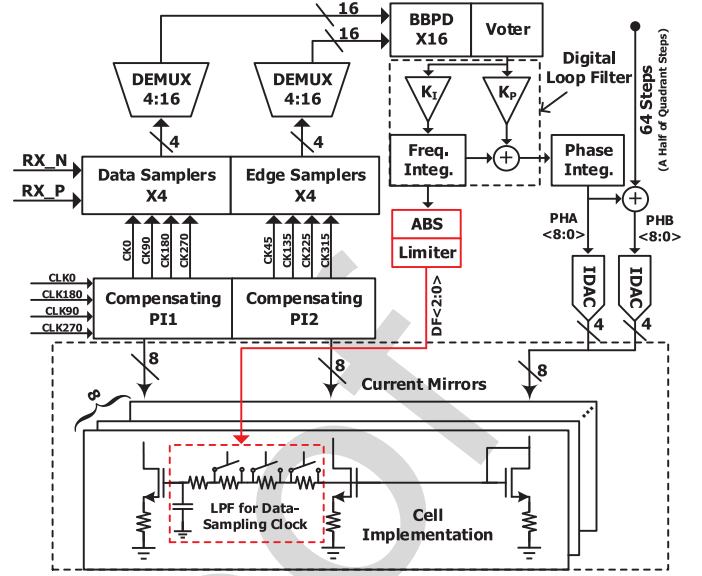 16
16
BBPD
X16
Voter
DEMUX
4:16
DEMUX
4:16
Digital
Loop Filter
64 Steps
(A Half of Quadrant Steps)
KI
KP
4
4
RX_N
RX_P
Data Samplers
X4
Edge Samplers
X4
Freq.
Integ.
+
Phase
Integ.
+
ABS
Limiter
PHA
<8:0>
PHB
<8:0>
CK0
CK90
CK180
CK270
CK45
CK135
CK225
CK315
CLK0
CLK180
CLK90
CLK270
Compensating
PI1
Compensating
PI2
DF<2:0>
IDAC
IDAC
4
4
8
8
8
Current Mirrors
8
LPF for Data-
Sampling Clock
Cell
Implementation